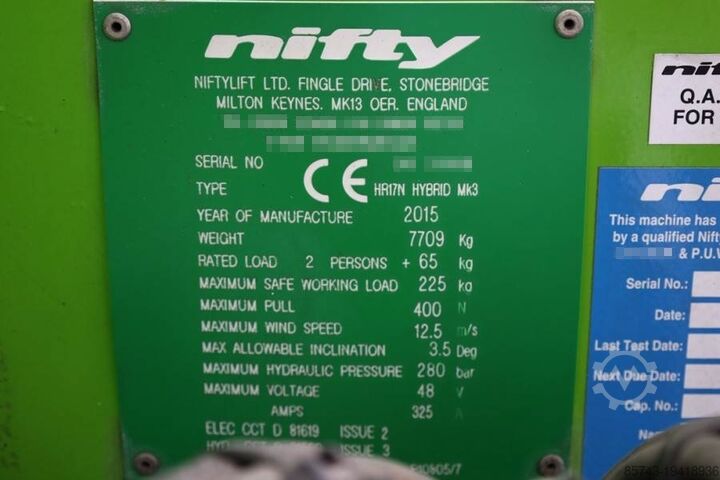 nifty
NIFTYLIFT LTD. FINGLE DRIVE, STONEBRIDGE
MILTON KEYNES. MK13 OER. ENGLAND
SERIAL NO
CE
TYPE HR17N HYBRID Mk3
YEAR OF MANUFACTURE 2015
WEIGHT 7709 Kg
RATED LOAD 2 PERSONS + 65 kg
MAXIMUM SAFE WORKING LOAD 225 kg
MAXIMUM PULL 400 N
MAXIMUM WIND SPEED 12.5 m/s
MAX ALLOWABLE INCLINATION 3.5 Deg
MAXIMUM HYDRAULIC PRESSURE 280 bar
MAXIMUM VOLTAGE 48 V
AMPS 325 A
ELEC CCT D 81619 ISSUE 2
ISSUE 3
Q.A.
FOR
This machine has
by a qualified
& P.U.W
Serial No.:
Date:
Last Test Date:
Next Due Date:
Cap. No.:
85743-19418936